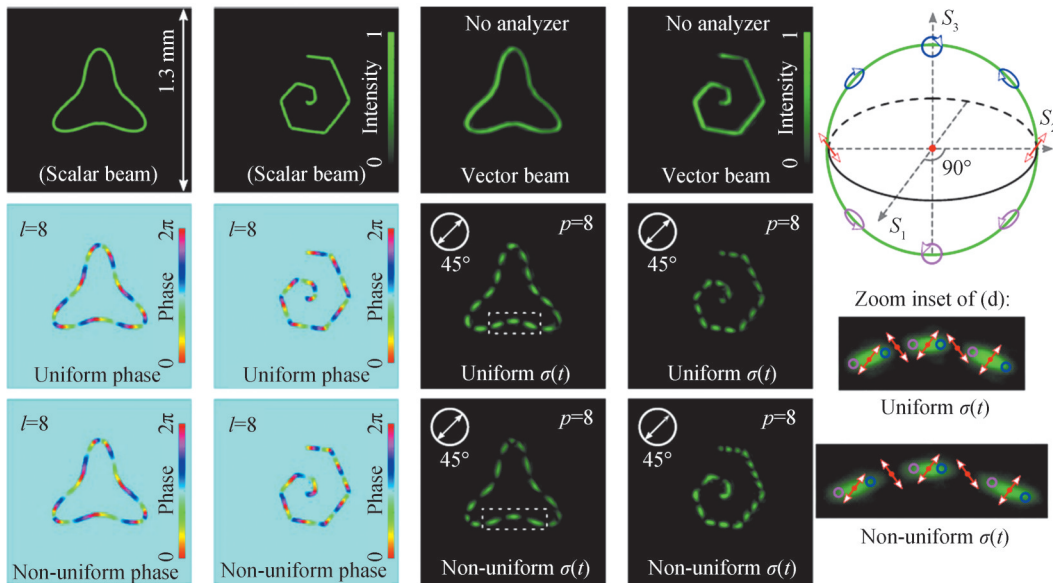 1.3 mm
(Scalar beam)
(Scalar beam)
No analyzer
Vector beam
No analyzer
Vector beam
0 Intensity 1
S3
S1
90°
l=8
0 Phase 2π
Uniform phase
l=8
0 Phase 2π
Uniform phase
45°
p=8
Uniform σ(t)
45°
p=8
Uniform σ(t)
l=8
0 Phase 2π
Non-uniform phase
l=8
0 Phase 2π
Non-uniform phase
45°
p=8
Non-uniform σ(t)
45°
p=8
Non-uniform σ(t)
0 Intensity 1
Zoom inset of (d):
Uniform σ(t)
Non-uniform σ(t)